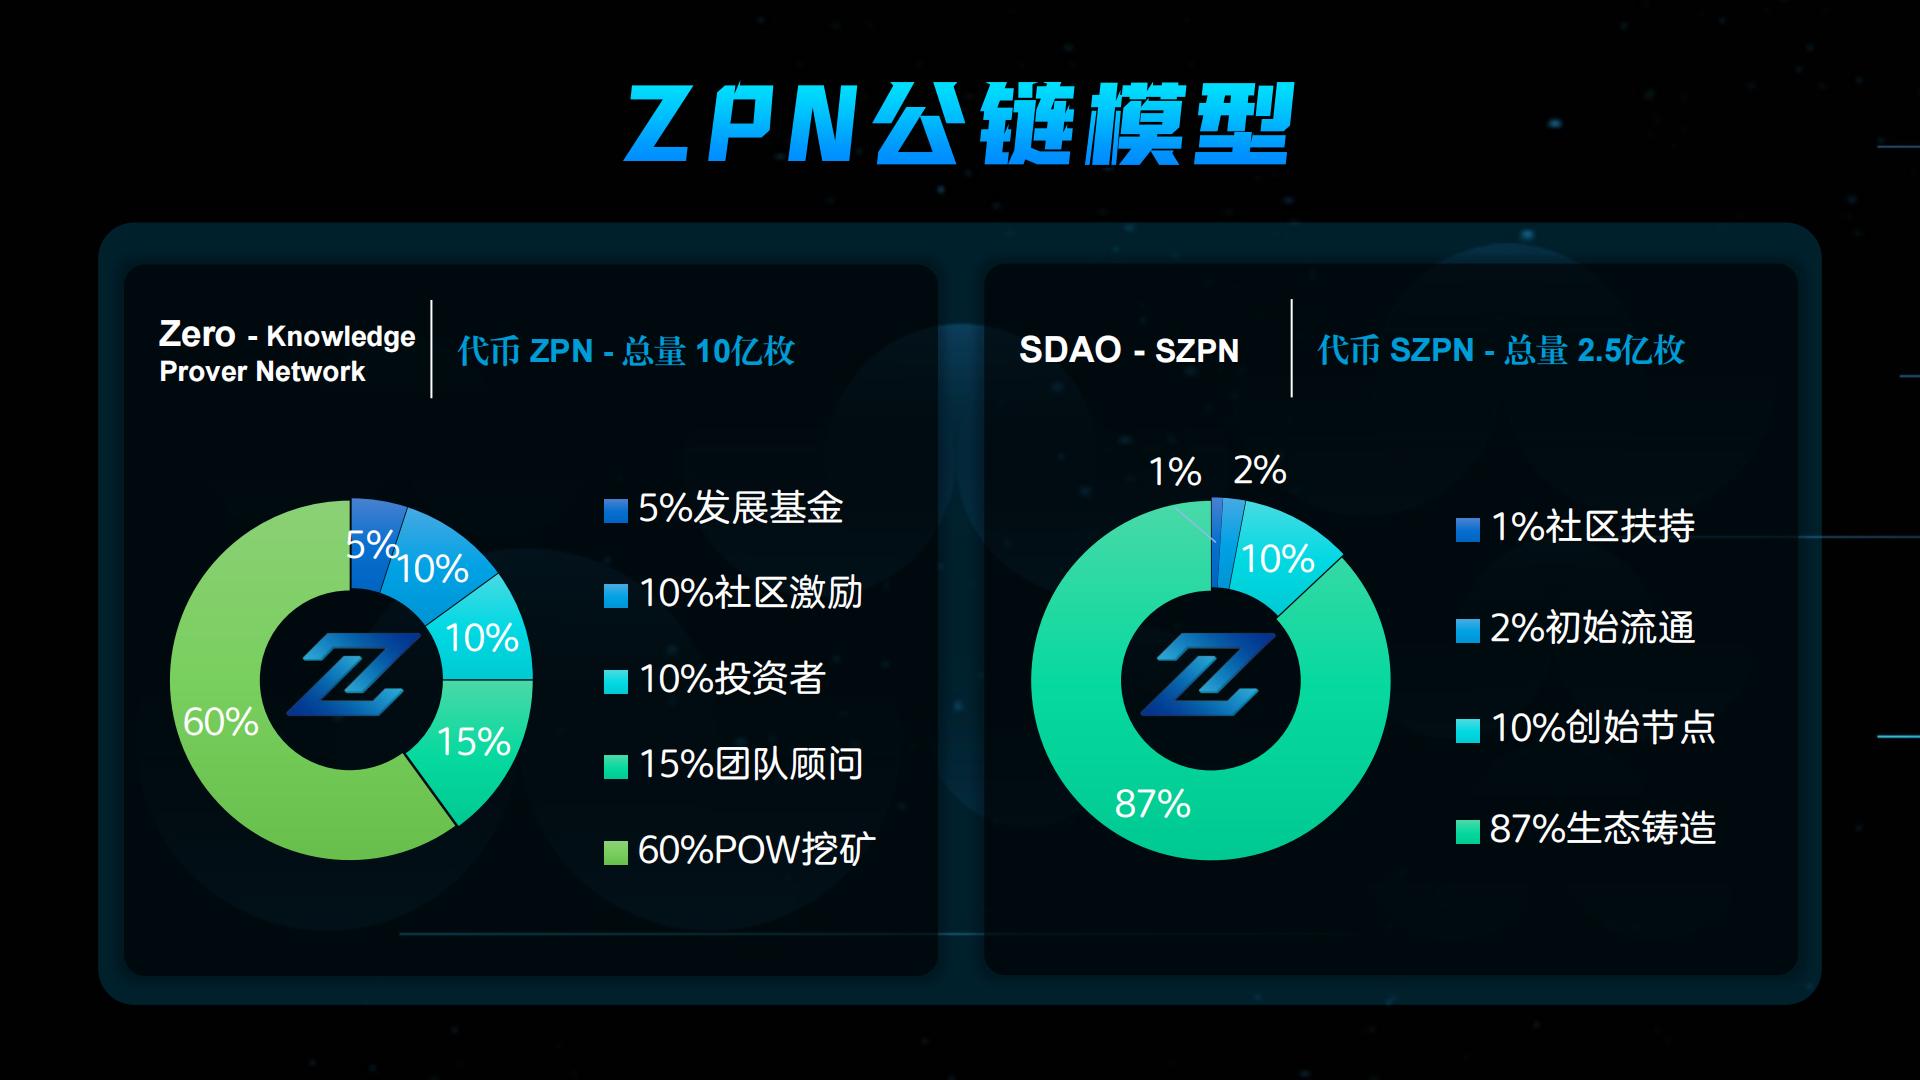 ZPN公链模型
Zero - Knowledge
Prover Network
代币 ZPN - 总量 10亿枚
5%
10%
10%
15%
60%
5%发展基金
10%社区激励
10%投资者
15%团队顾问
60%POW挖矿
SDAO - SZPN
代币 SZPN - 总量 2.5亿枚
1%
2%
10%
87%
1%社区扶持
2%初始流通
10%创始节点
87%生态铸造